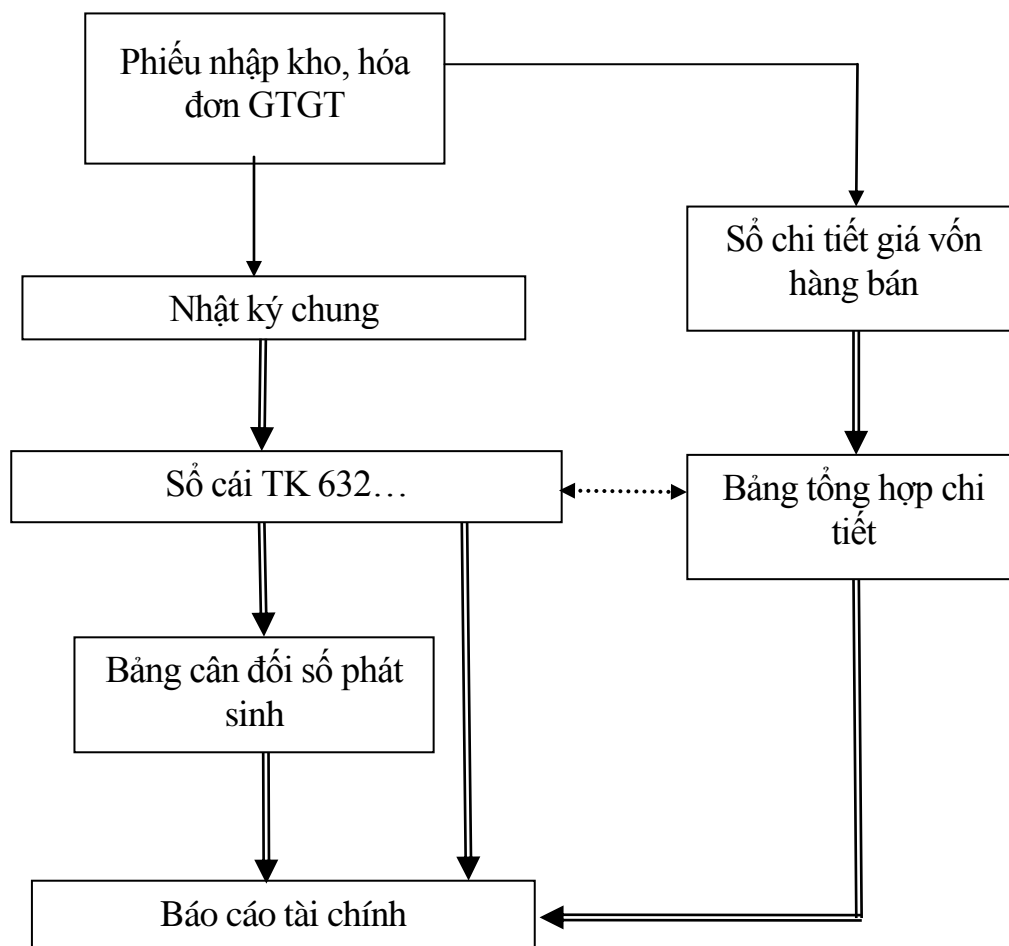 Phiếu nhập kho, hóa
đơn GTGT
Sổ chi tiết giá vốn
hàng bán
Nhật ký chung
Sổ cái TK 632…
Bảng tổng hợp chi
tiết
Bảng cân đối số phát
sinh
Báo cáo tài chính